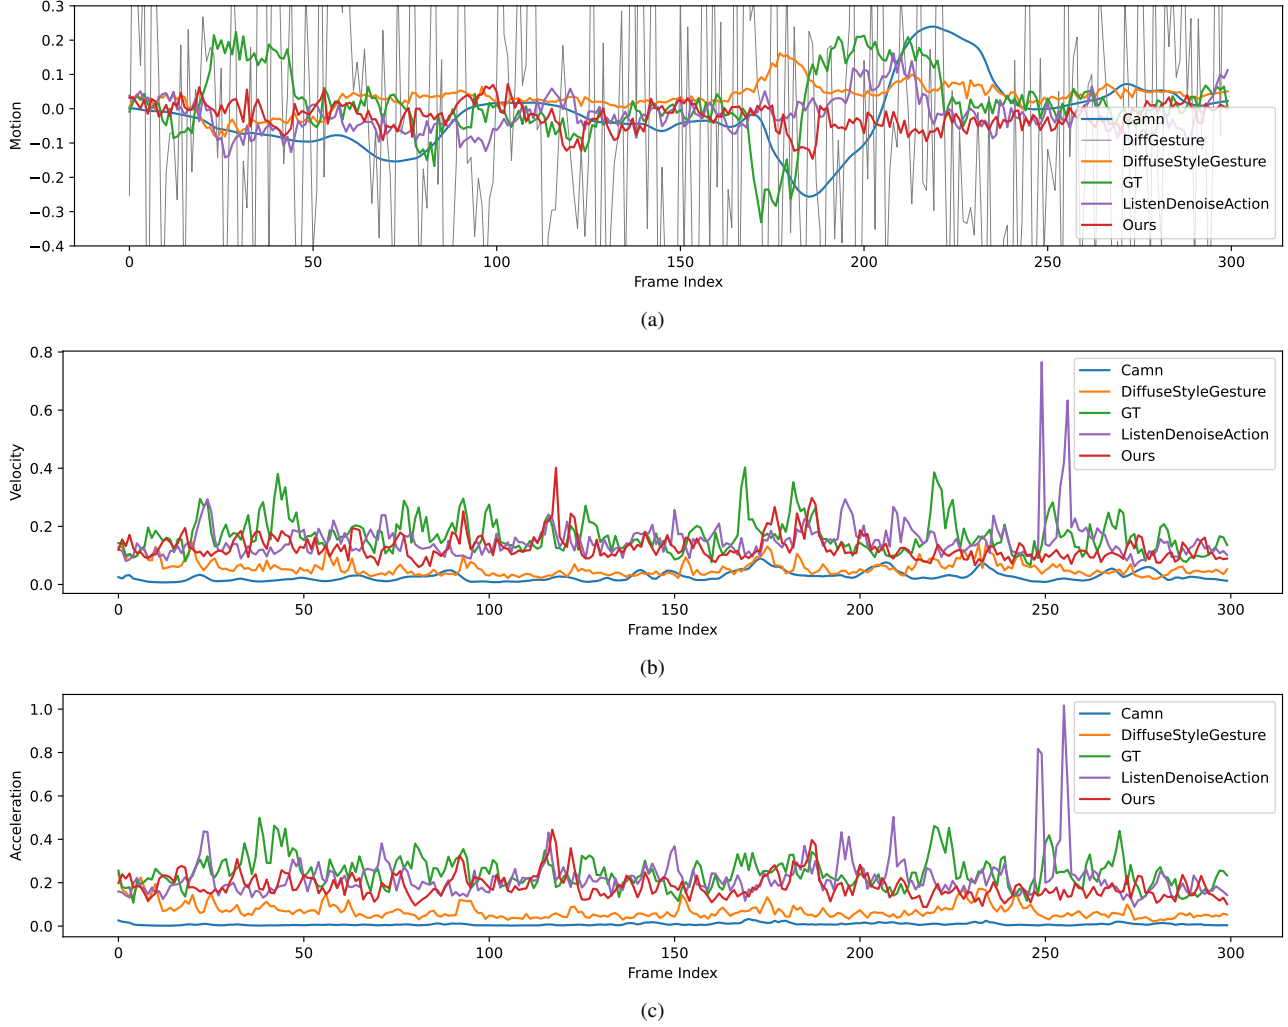 0.3
0.2
0.1
0.0
−0.1
−0.2
−0.3
−0.4
Motion
0 50 100 150 200 250 300
Frame Index
Camn
DiffGesture
DiffuseStyleGesture
GT
ListenDenoiseAction
Ours
(a)
0.8
0.6
0.4
0.2
0.0
Velocity
0 50 100 150 200 250 300
Frame Index
Camn
DiffuseStyleGesture
GT
ListenDenoiseAction
Ours
(b)
1.0
0.8
0.6
0.4
0.2
0.0
Acceleration
0 50 100 150 200 250 300
Frame Index
Camn
DiffuseStyleGesture
GT
ListenDenoiseAction
Ours
(c)